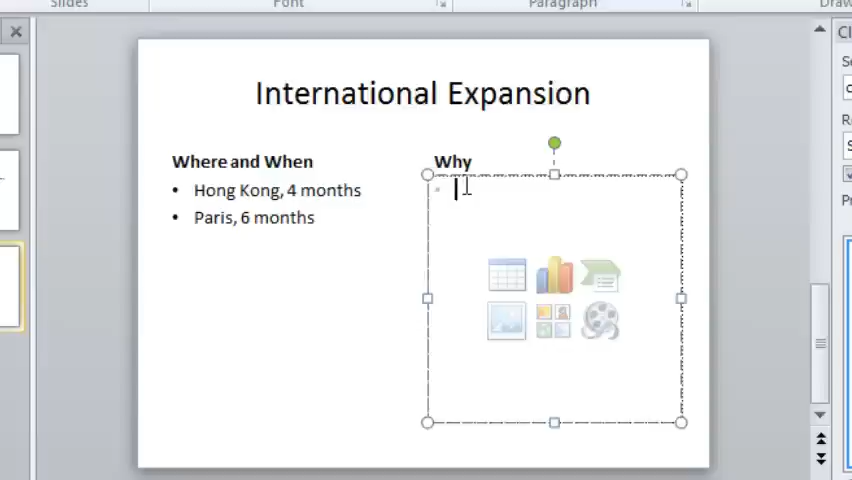 Slides Font Paragraph
International Expansion
Where and When
• Hong Kong, 4 months
• Paris, 6 months
Why